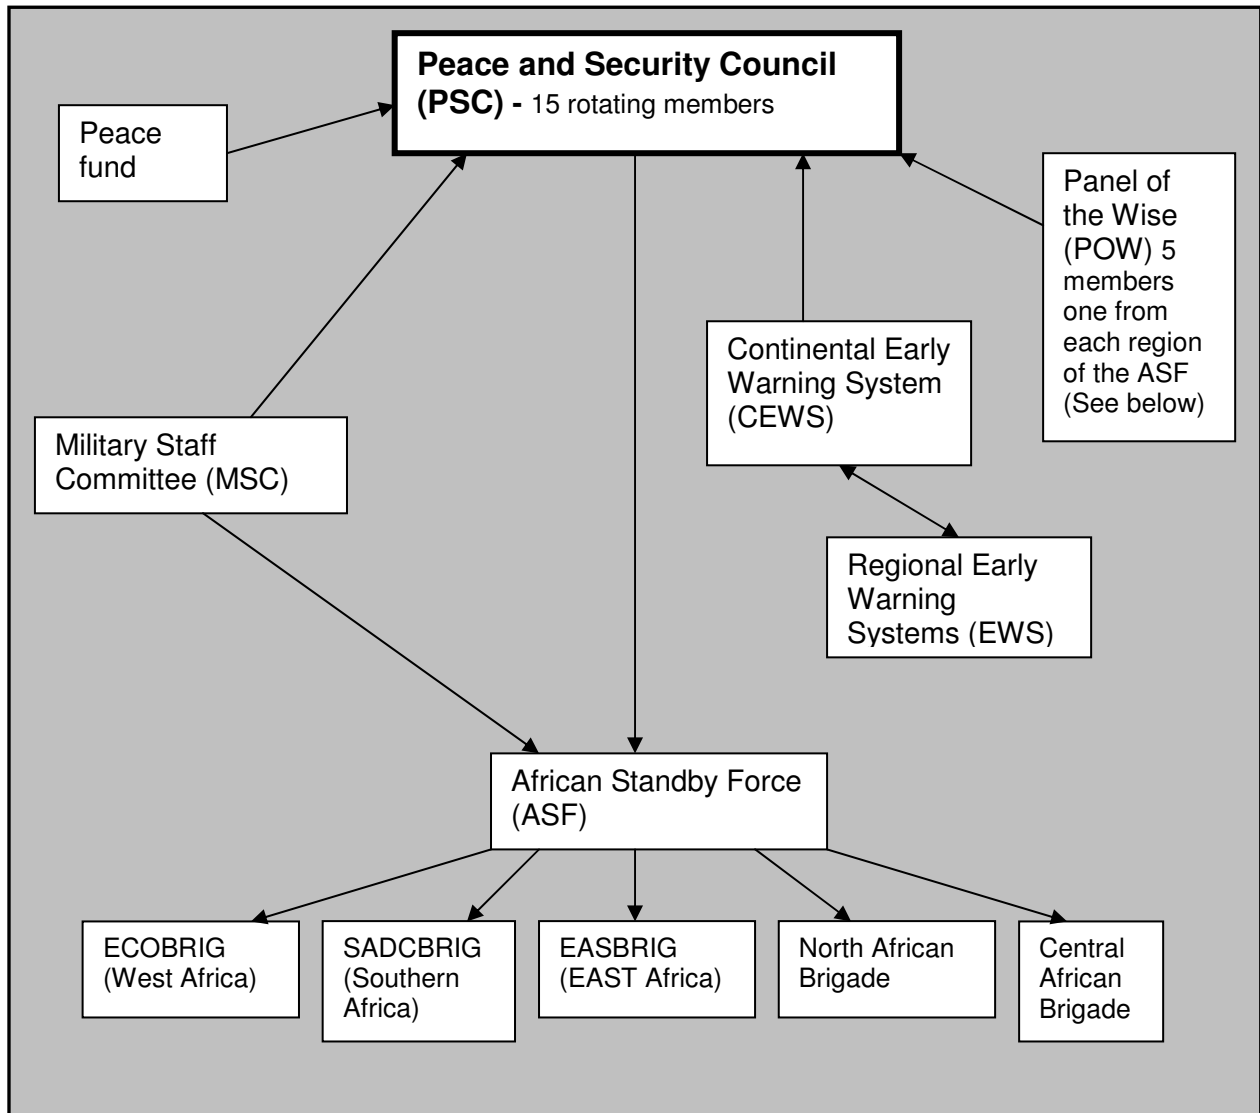 Peace and Security Council
(PSC) - 15 rotating members
Peace
fund
Panel of
the Wise
(POW) 5
members
one from
each region
of the ASF
(See below)
Continental Early
Warning System
(CEWS)
Military Staff
Committee (MSC)
Regional Early
Warning
Systems (EWS)
African Standby Force
(ASF)
ECOBRIG
(West Africa)
SADCBRIG
(Southern
Africa)
EASBRIG
(EAST Africa)
North African
Brigade
Central
African
Brigade